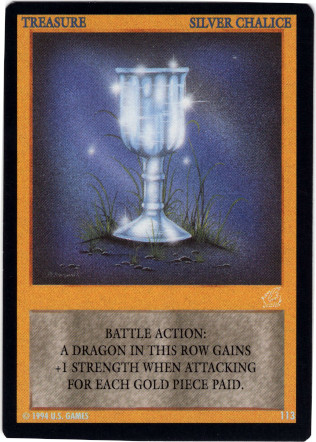 TREASURE
SILVER CHALICE
BATTLE ACTION:
A DRAGON IN THIS ROW GAINS
+1 STRENGTH WHEN ATTACKING
FOR EACH GOLD PIECE PAID.
© 1994 U.S. GAMES
113